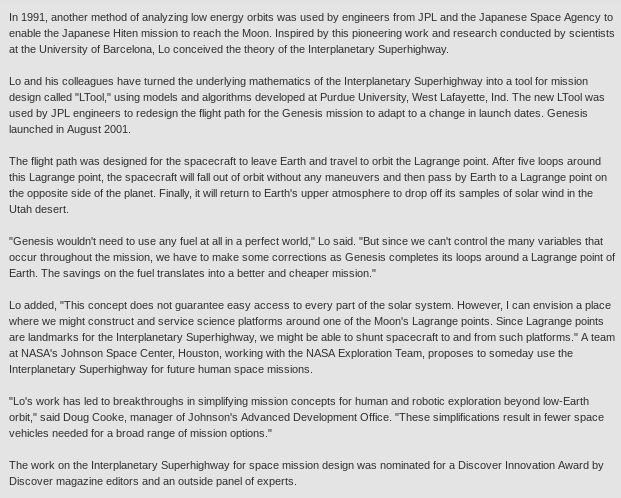 In 1991, another method of analyzing low energy orbits was used by engineers from JPL and the Japanese Space Agency to
enable the Japanese Hiten mission to reach the Moon. Inspired by this pioneering work and research conducted by scientists
at the University of Barcelona, Lo conceived the theory of the Interplanetary Superhighway.

Lo and his colleagues have turned the underlying mathematics of the Interplanetary Superhighway into a tool for mission
design called "LTool," using models and algorithms developed at Purdue University, West Lafayette, Ind. The new LTool was
used by JPL engineers to redesign the flight path for the Genesis mission to adapt to a change in launch dates. Genesis
launched in August 2001.

The flight path was designed for the spacecraft to leave Earth and travel to orbit the Lagrange point. After five loops around
this Lagrange point, the spacecraft will fall out of orbit without any maneuvers and then pass by Earth to a Lagrange point on
the opposite side of the planet. Finally, it will return to Earth's upper atmosphere to drop off its samples of solar wind in the
Utah desert.

"Genesis wouldn't need to use any fuel at all in a perfect world," Lo said. "But since we can't control the many variables that
occur throughout the mission, we have to make some corrections as Genesis completes its loops around a Lagrange point of
Earth. The savings on the fuel translates into a better and cheaper mission."

Lo added, "This concept does not guarantee easy access to every part of the solar system. However, I can envision a place
where we might construct and service science platforms around one of the Moon's Lagrange points. Since Lagrange points
are landmarks for the Interplanetary Superhighway, we might be able to shunt spacecraft to and from such platforms." A team
at NASA's Johnson Space Center, Houston, working with the NASA Exploration Team, proposes to someday use the
Interplanetary Superhighway for future human space missions.

"Lo's work has led to breakthroughs in simplifying mission concepts for human and robotic exploration beyond low-Earth
orbit," said Doug Cooke, manager of Johnson's Advanced Development Office. "These simplifications result in fewer space
vehicles needed for a broad range of mission options."

The work on the Interplanetary Superhighway for space mission design was nominated for a Discover Innovation Award by
Discover magazine editors and an outside panel of experts.